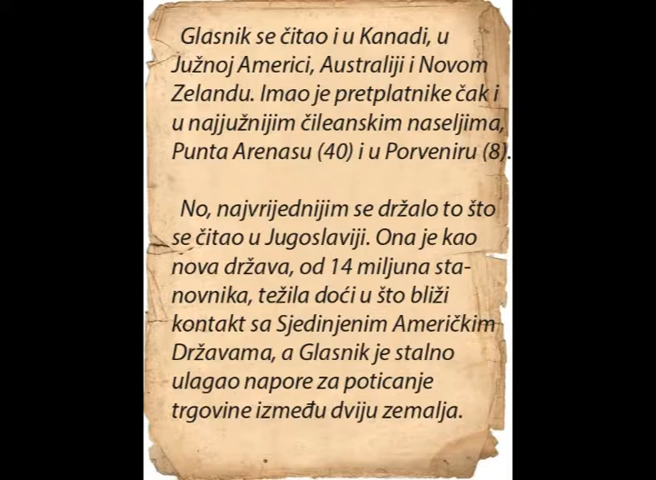 Glasnik se čitao i u Kanadi, u
Južnoj Americi, Australiji i Novom
Zelandu. Imao je pretplatnike čak i
u najjužnijim čileanskim naseljima,
Punta Arenasu (40) i u Porveniru (8).
No, najvrijednijim se držalo to što
se čitao u Jugoslaviji. Ona je kao
nova država, od 14 miljuna sta-
novnika, težila doći u što bliži
kontakt sa Sjedinjenim Američkim
Državama, a Glasnik je stalno
ulagao napore za poticanje
trgovine između dviju zemalja.